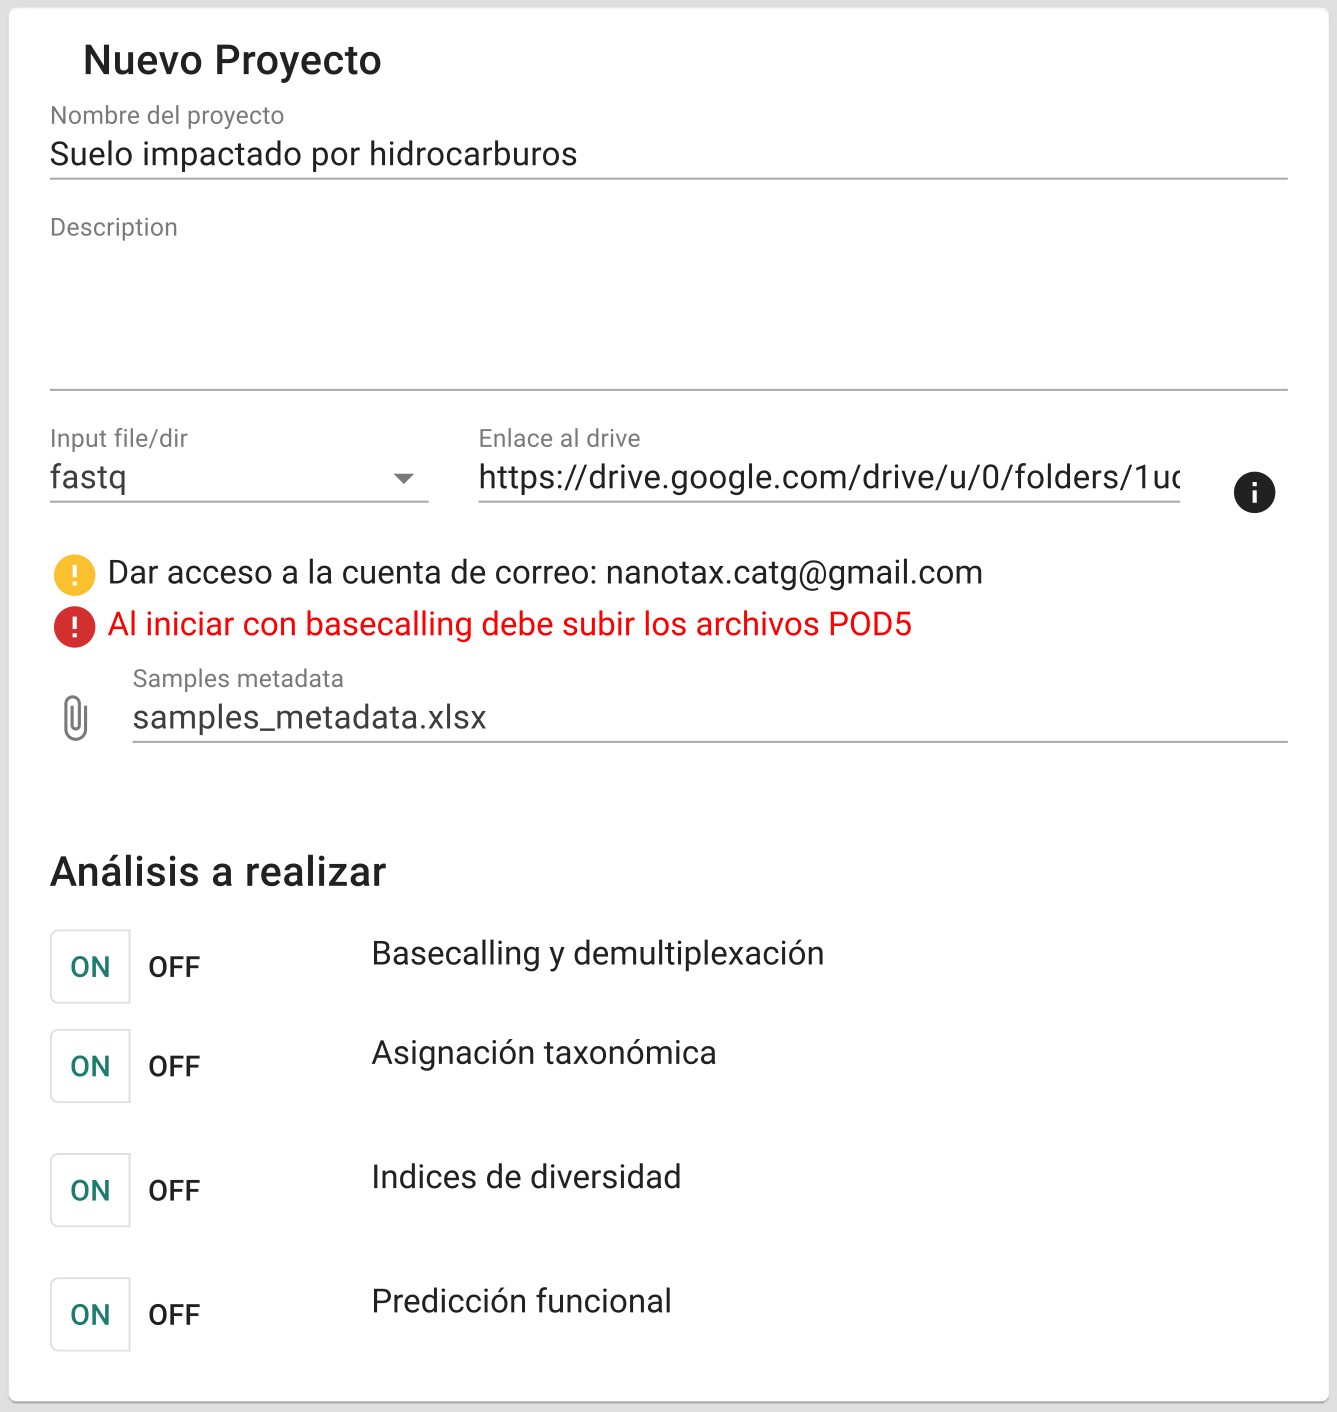 Nuevo Proyecto
Nombre del proyecto
Suelo impactado por hidrocarburos
Description
Input file/dir
fastq
Enlace al drive
https://drive.google.com/drive/u/0/folders/1uc
Dar acceso a la cuenta de correo: nanotax.catg@gmail.com
Al iniciar con basecalling debe subir los archivos POD5
Samples metadata
samples_metadata.xlsx
Análisis a realizar
ON OFF Basecalling y demultiplexación
ON OFF Asignación taxonómica
ON OFF Indices de diversidad
ON OFF Predicción funcional